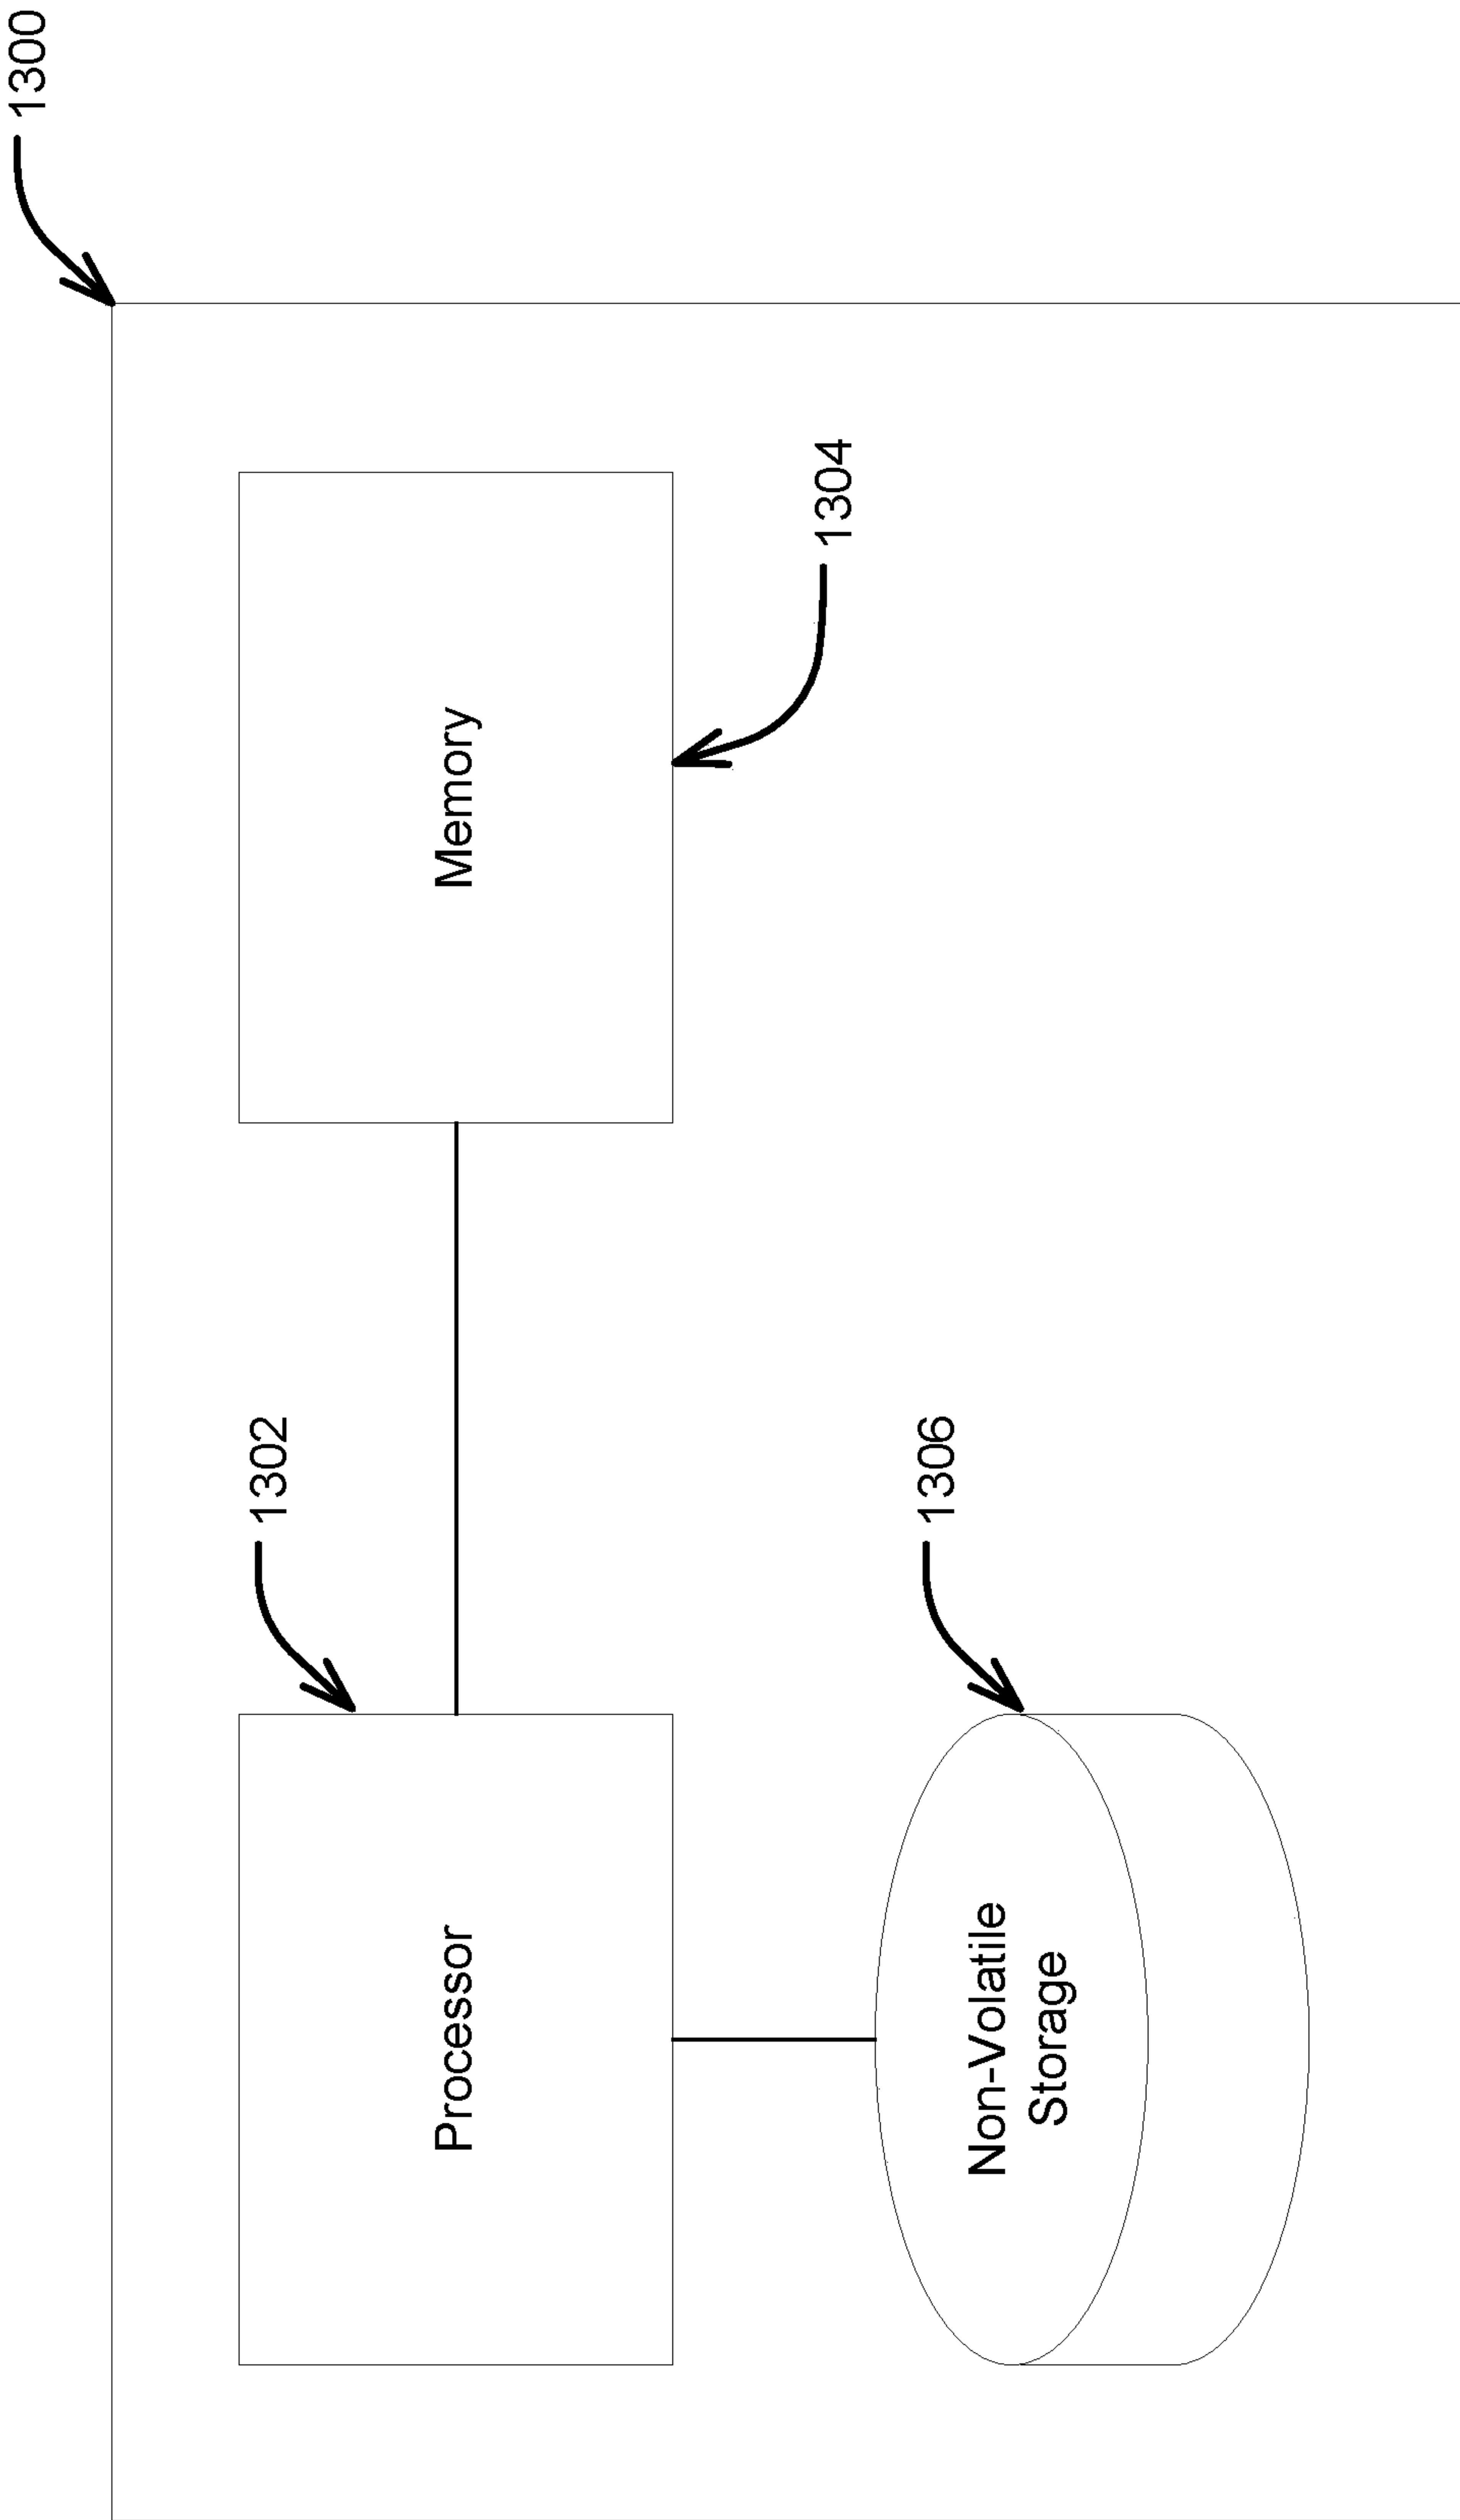 1300
1302
Processor
Memory
1304
1306
Non-Volatile
Storage